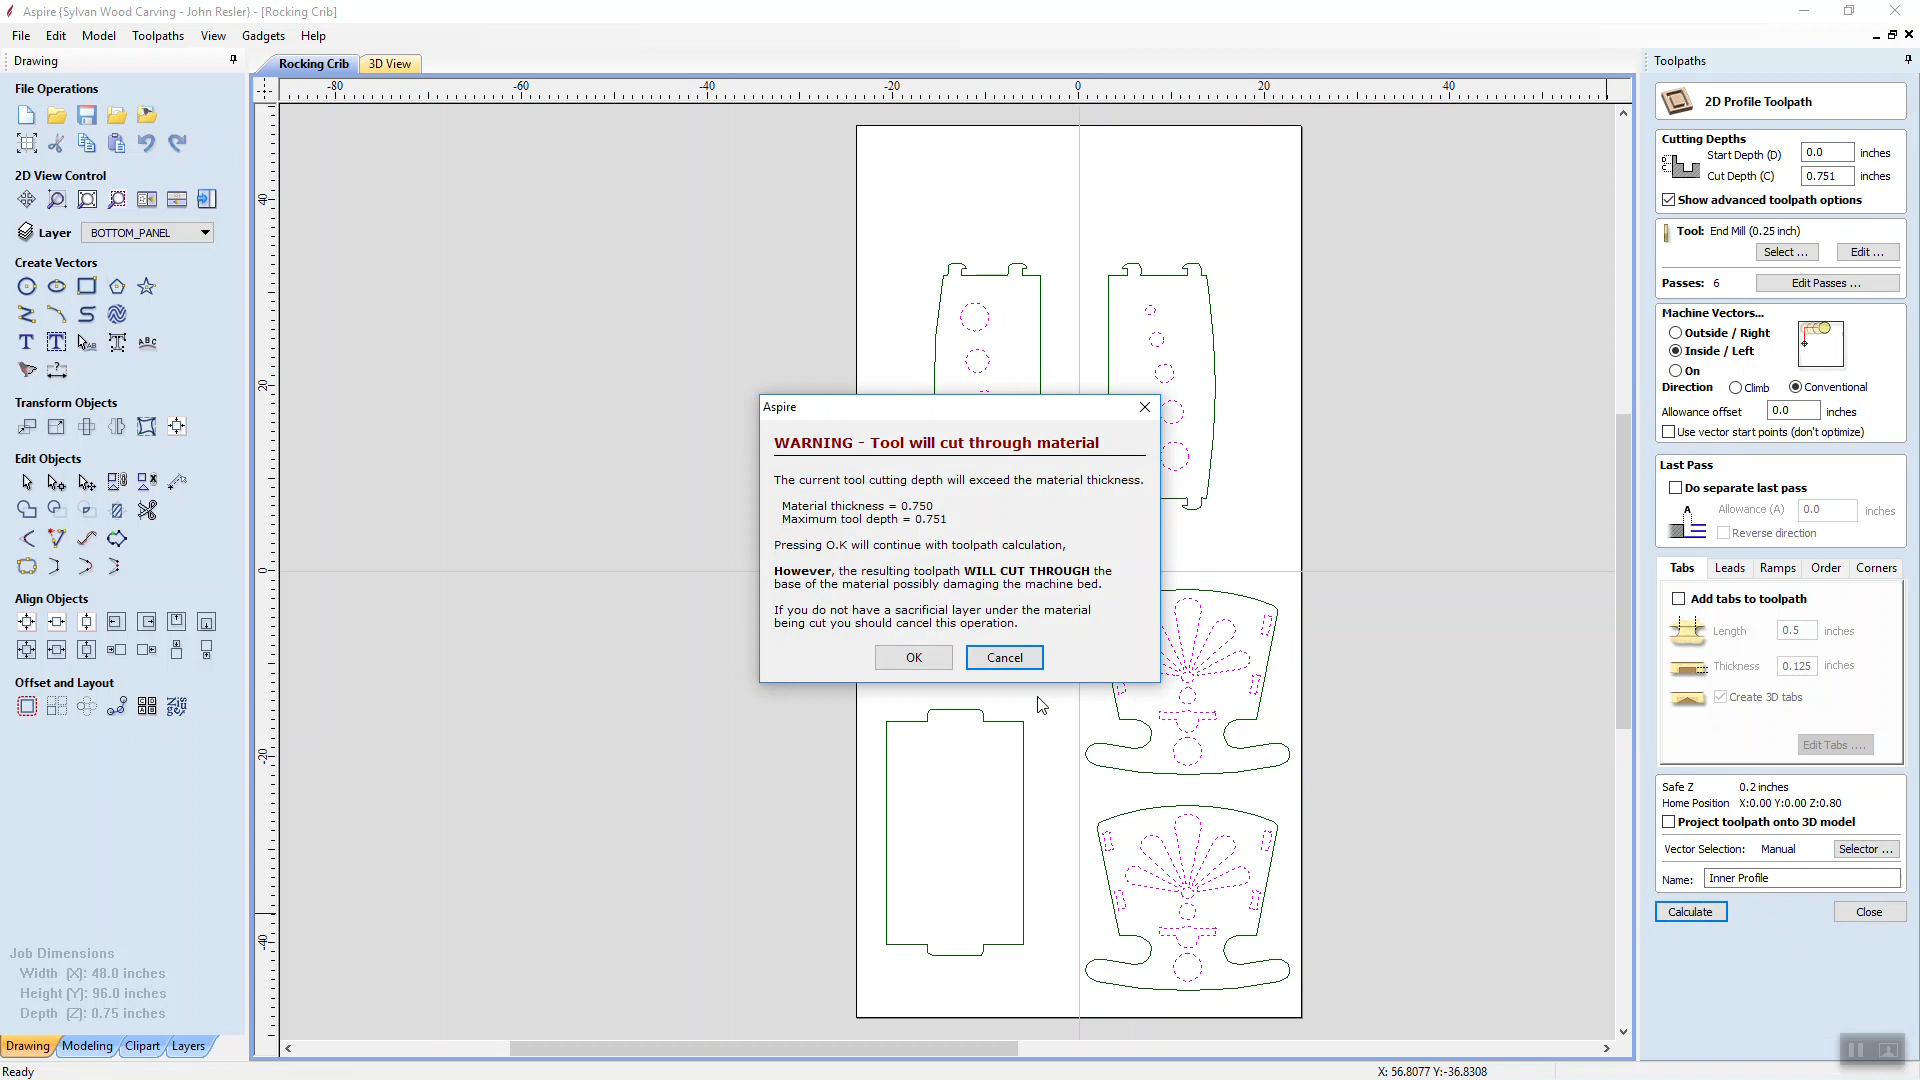 Aspire {Sylvan Wood Carving - John Resler} - [Rocking Crib]
File Edit Model Toolpaths View Gadgets Help
Drawing
File Operations
2D View Control
Layer BOTTOM_PANEL
Create Vectors
Transform Objects
Edit Objects
Align Objects
Offset and Layout
Job Dimensions
Width (X): 48.0 inches
Height (Y): 96.0 inches
Depth (Z): 0.75 inches
Drawing Modeling Clipart Layers
Ready
Rocking Crib 3D View
-80 -60 -40 -20 0 20 40
40
20
0
-20
-40
Aspire
WARNING - Tool will cut through material
The current tool cutting depth will exceed the material thickness.
Material thickness = 0.750
Maximum tool depth = 0.751
Pressing O.K will continue with toolpath calculation,
However, the resulting toolpath WILL CUT THROUGH the
base of the material possibly damaging the machine bed.
If you do not have a sacrificial layer under the material
being cut you should cancel this operation.
OK Cancel
X: 56.8077 Y:-36.8308
Toolpaths
2D Profile Toolpath
Cutting Depths
Start Depth (D) 0.0 inches
Cut Depth (C) 0.751 inches
Show advanced toolpath options
Tool: End Mill (0.25 inch)
Select ... Edit ...
Passes: 6 Edit Passes ...
Machine Vectors...
Outside / Right
Inside / Left
On
Direction Climb Conventional
Allowance offset 0.0 inches
Use vector start points (don't optimize)
Last Pass
Do separate last pass
Allowance (A) 0.0 inches
Reverse direction
Tabs Leads Ramps Order Corners
Add tabs to toolpath
Length 0.5 inches
Thickness 0.125 inches
Create 3D tabs
Edit Tabs ....
Safe Z 0.2 inches
Home Position X:0.00 Y:0.00 Z:0.80
Project toolpath onto 3D model
Vector Selection: Manual Selector ...
Name: Inner Profile
Calculate Close